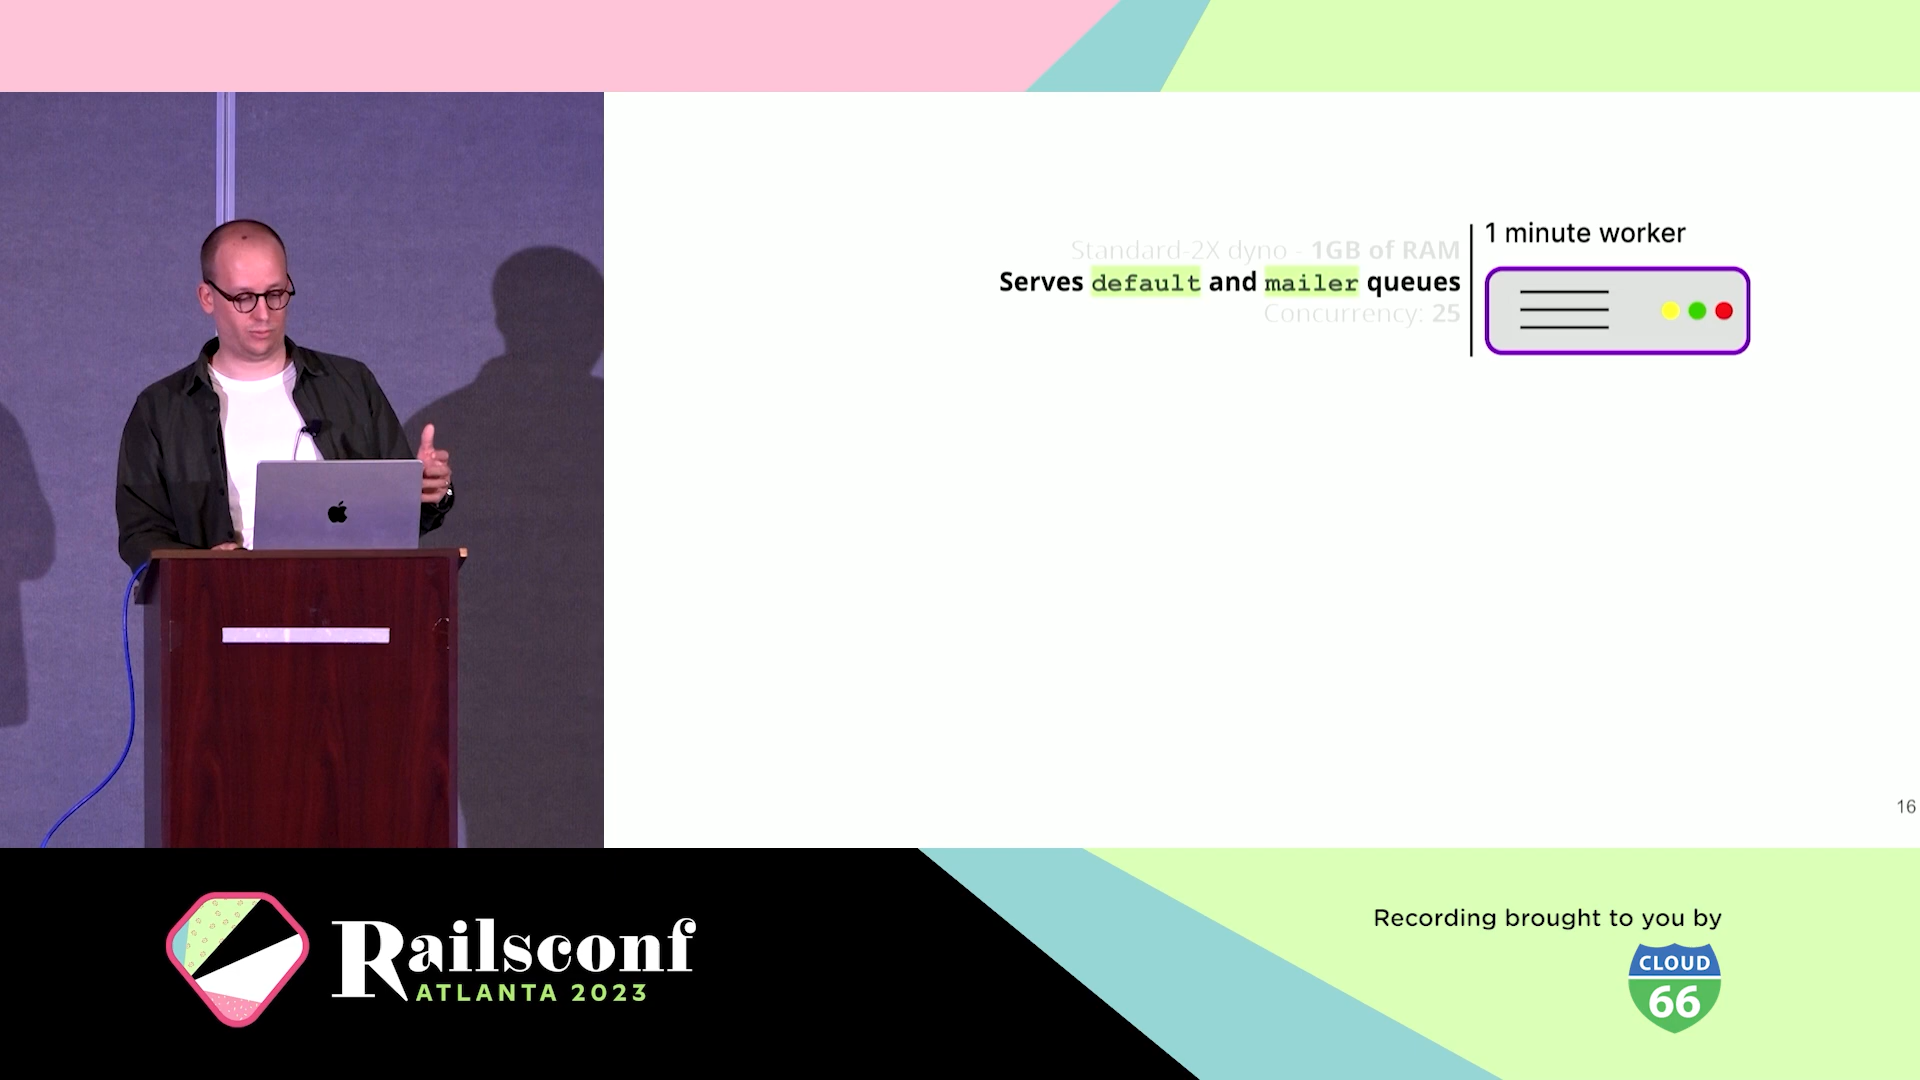 1 minute worker
Standard-2X dyno - 1GB of RAM
Serves default and mailer queues
Concurrency: 25
16
Railsconf
ATLANTA 2023
Recording brought to you by
CLOUD
66